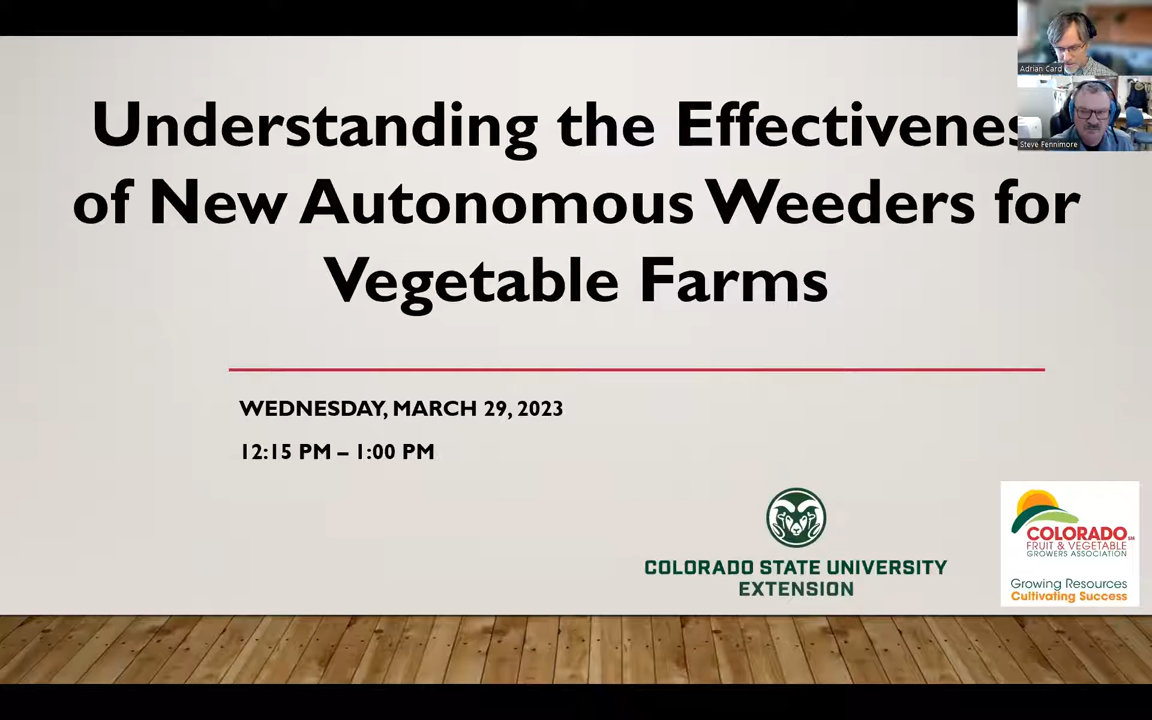 Understanding the Effectivenes
of New Autonomous Weeders for
Vegetable Farms
WEDNESDAY, MARCH 29, 2023
12:15 PM – 1:00 PM
COLORADO STATE UNIVERSITY
EXTENSION
COLORADO SM
FRUIT & VEGETABLE
GROWERS ASSOCIATION
Growing Resources
Cultivating Success
Adrian Card
Steve Fennimore